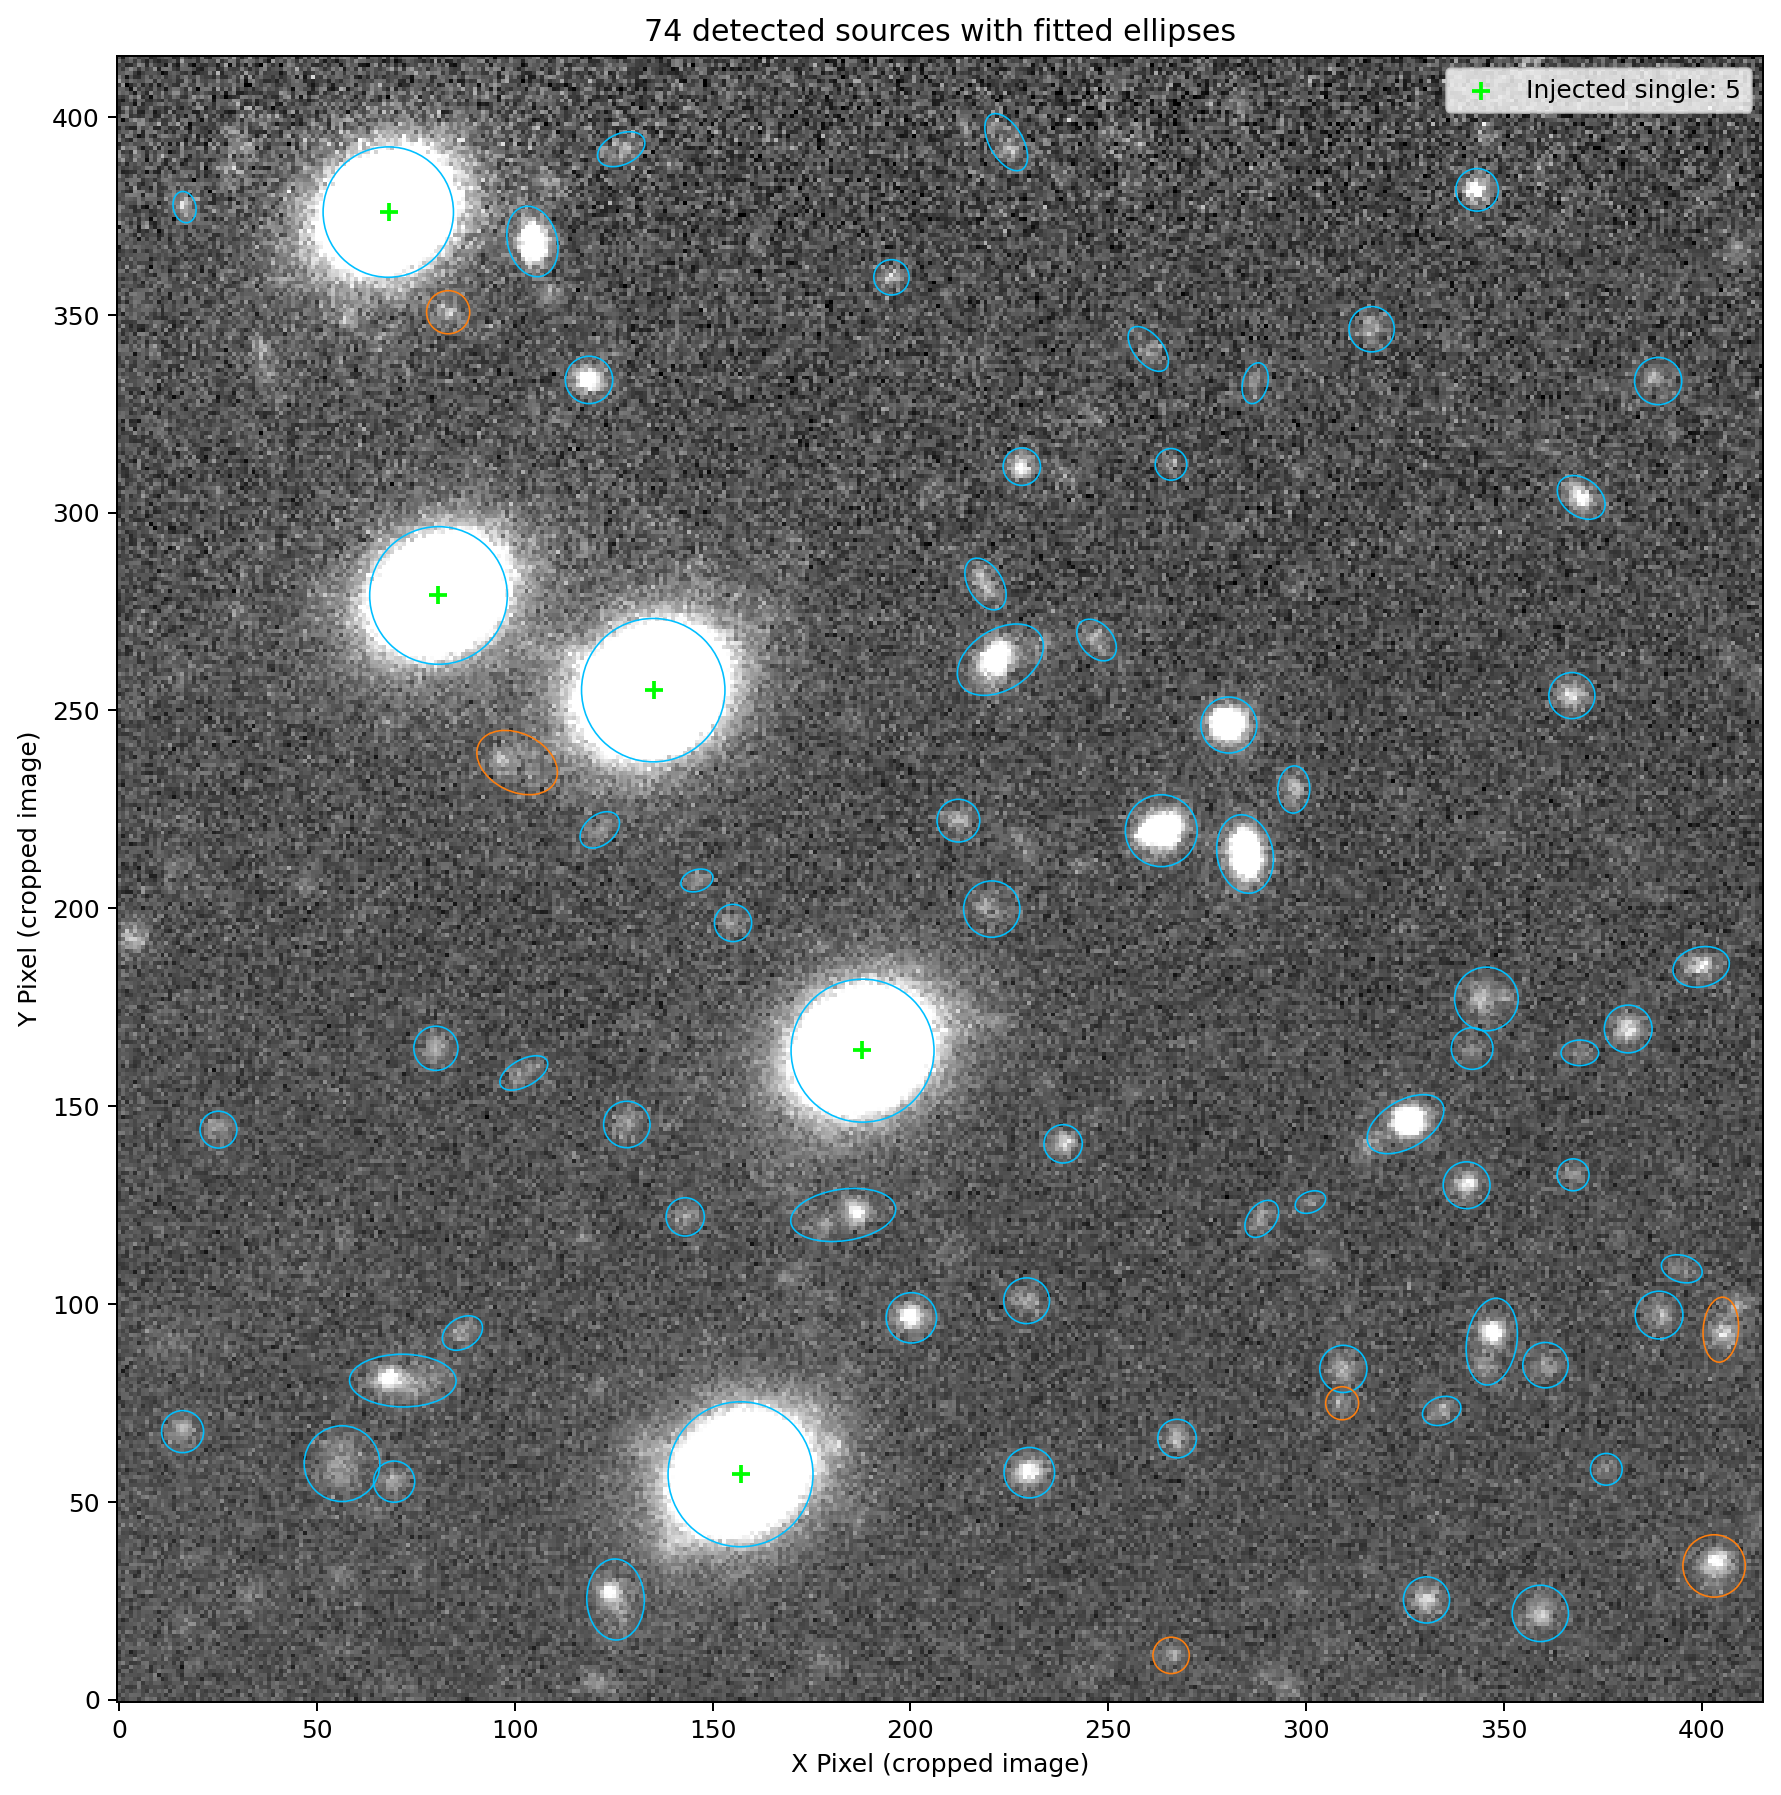 74 detected sources with fitted ellipses
Injected single: 5
400
350
300
250
200
150
100
50
0
Y Pixel (cropped image)
0 50 100 150 200 250 300 350 400
X Pixel (cropped image)